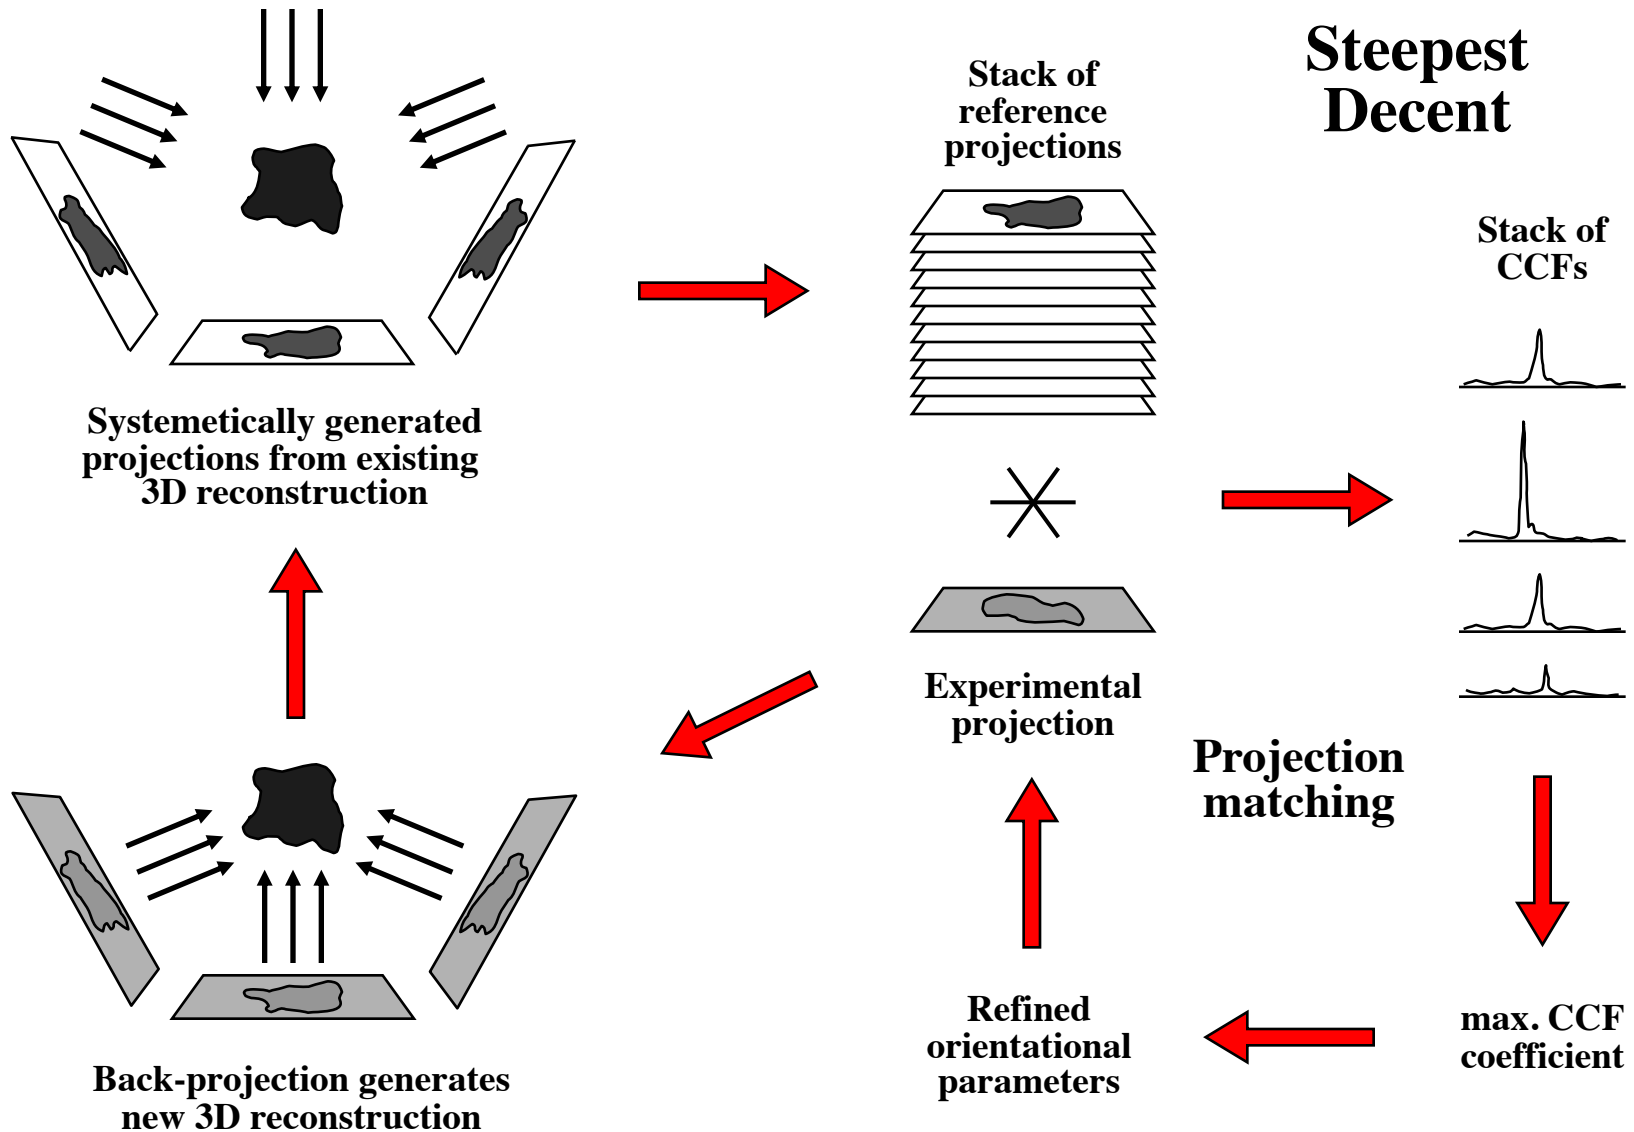 Steepest
Decent
Stack of
reference
projections
Stack of
CCFs
Systemetically generated
projections from existing
3D reconstruction
Experimental
projection
Projection
matching
Refined
orientational
parameters
max. CCF
coefficient
Back-projection generates
new 3D reconstruction